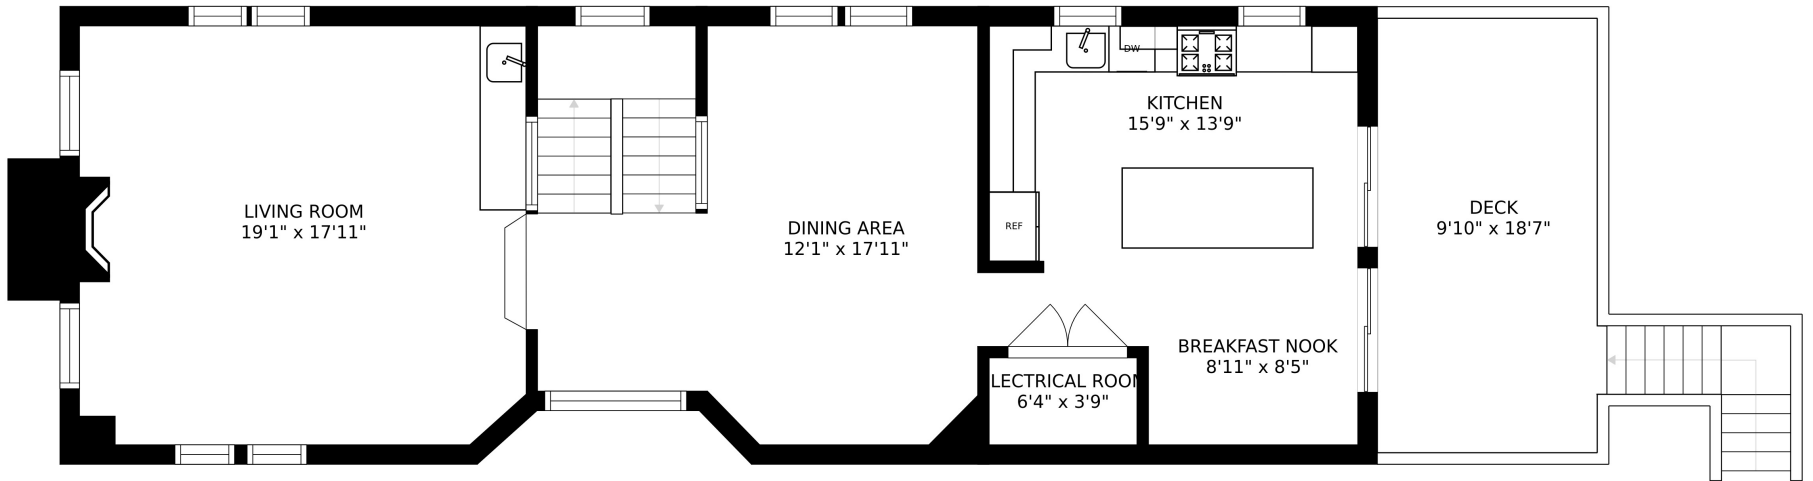 LIVING ROOM
19'1" x 17'11"
DINING AREA
12'1" x 17'11"
DW
KITCHEN
15'9" x 13'9"
REF
BREAKFAST NOOK
8'11" x 8'5"
LECTRICAL ROOM
6'4" x 3'9"
DECK
9'10" x 18'7"